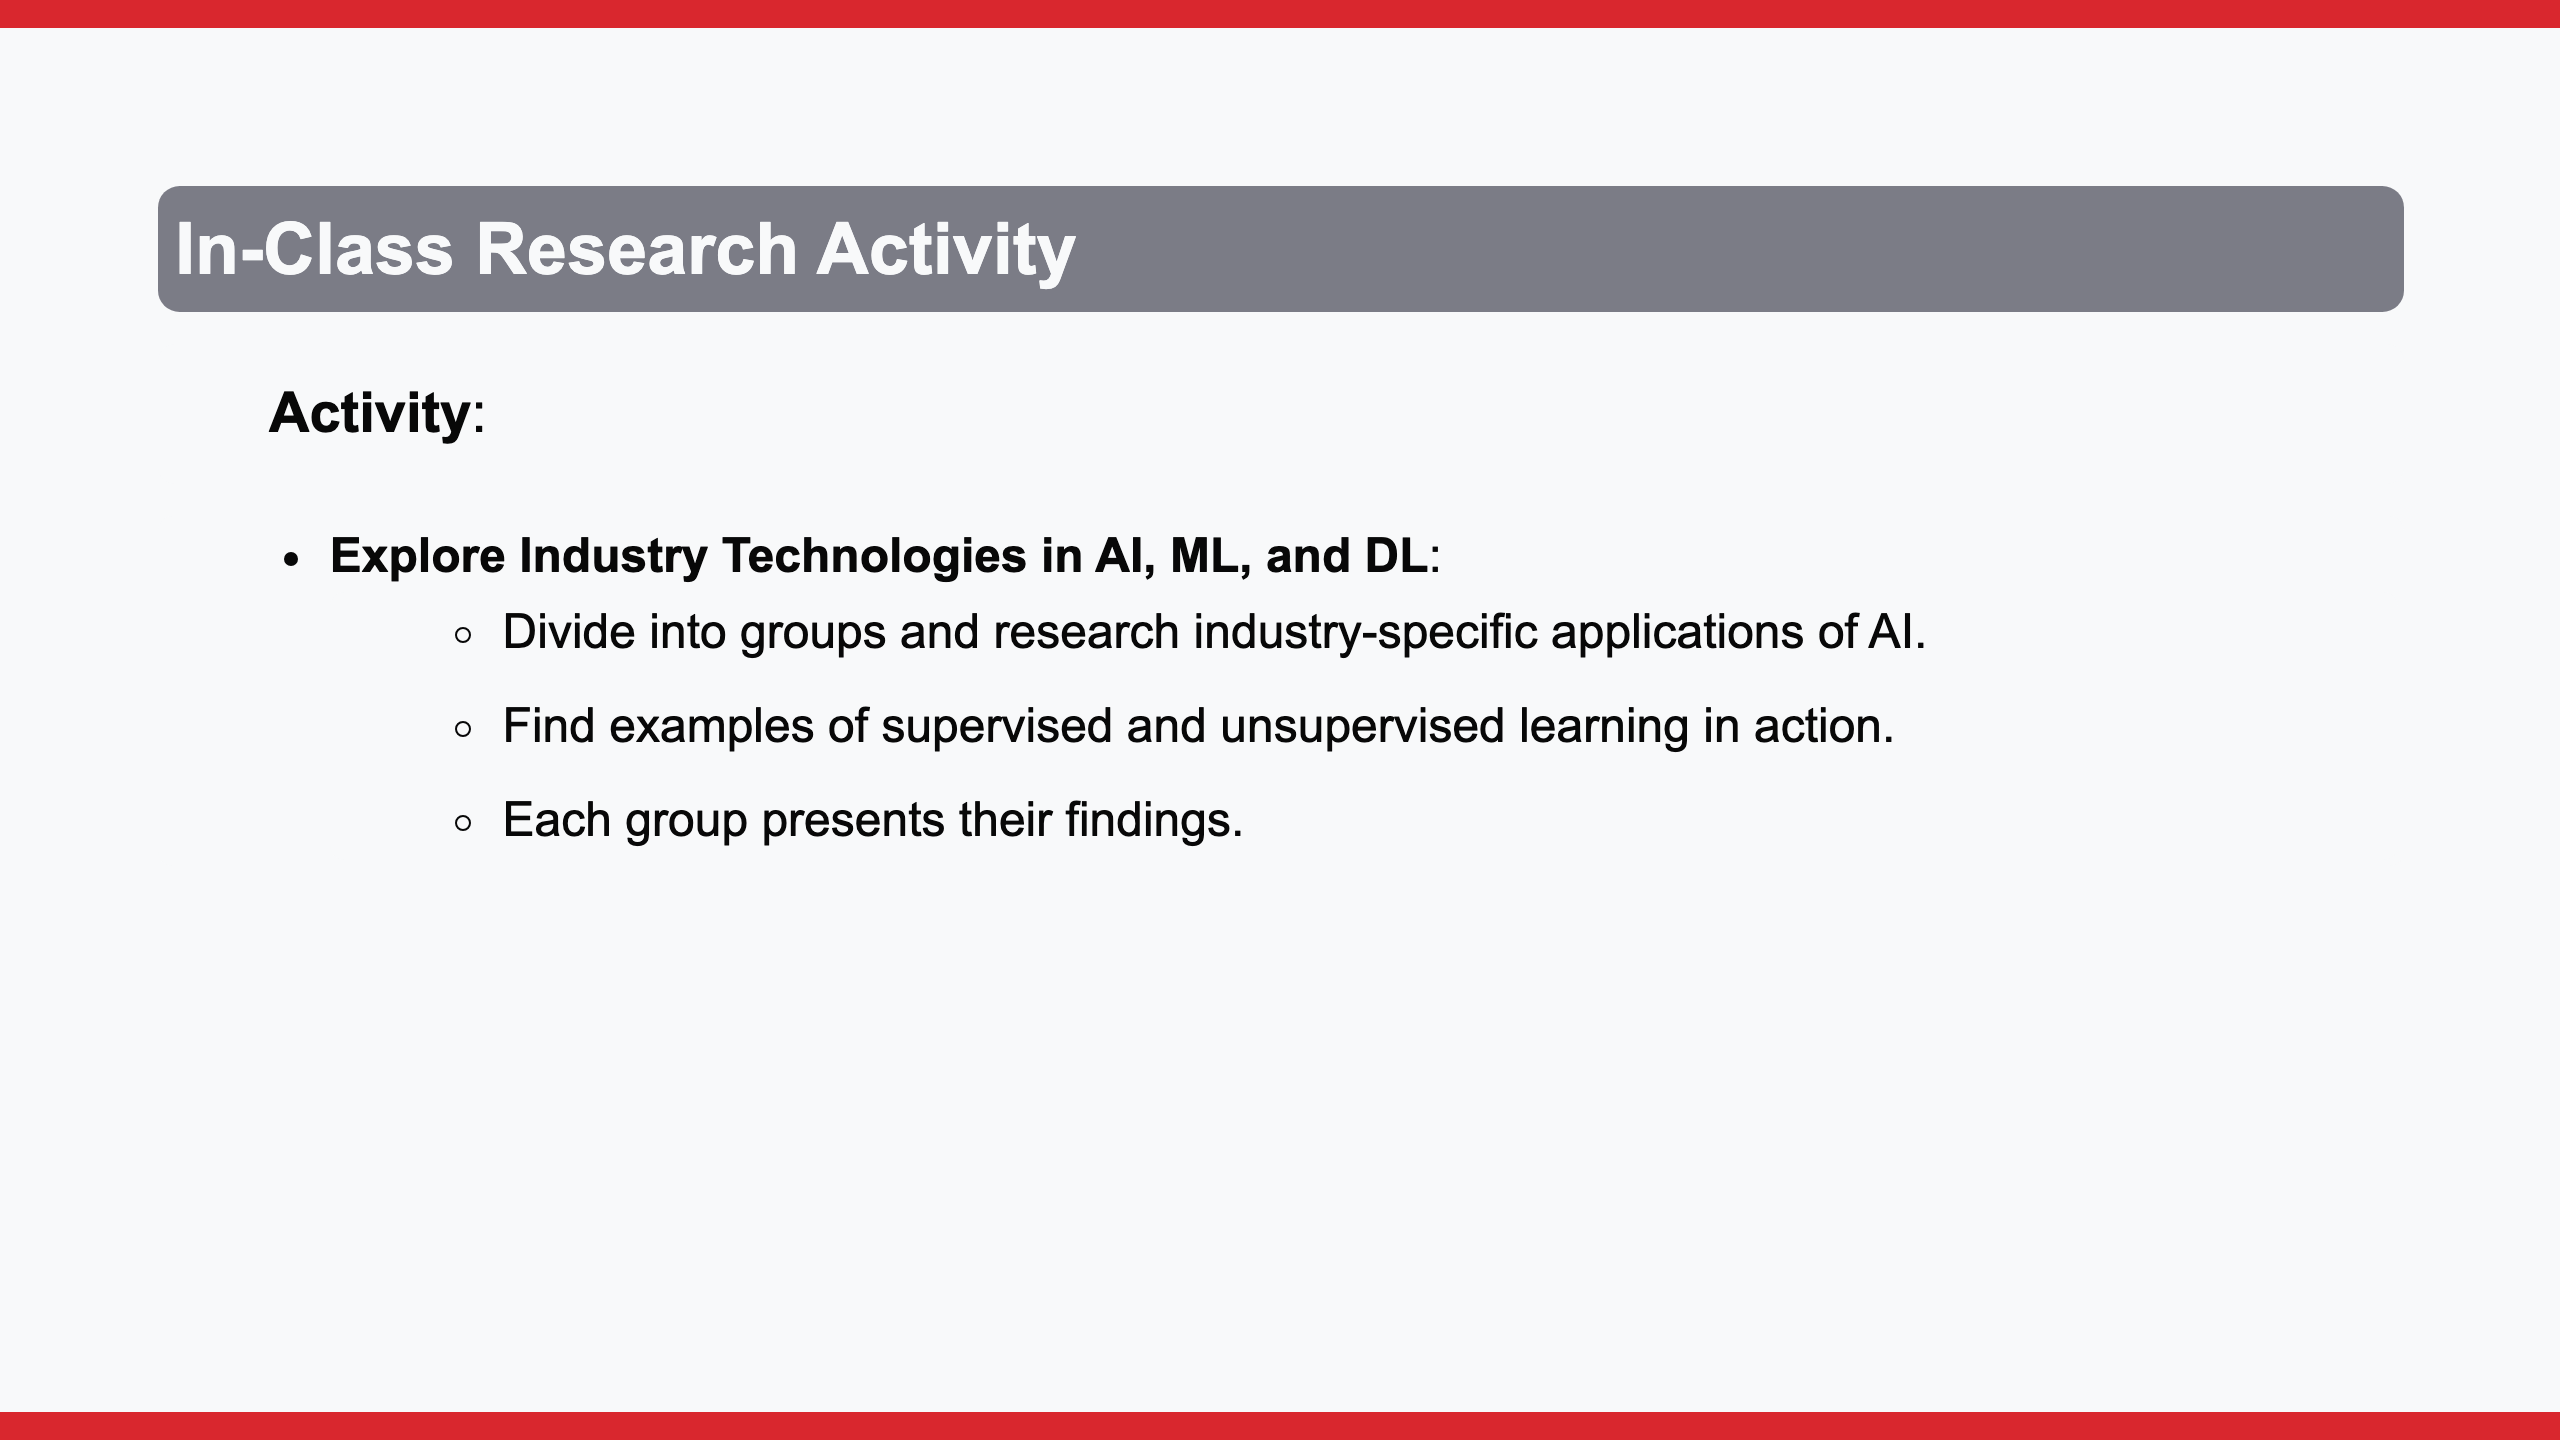 In-Class Research Activity
Activity:
• Explore Industry Technologies in AI, ML, and DL:
○ Divide into groups and research industry-specific applications of AI.
○ Find examples of supervised and unsupervised learning in action.
○ Each group presents their findings.